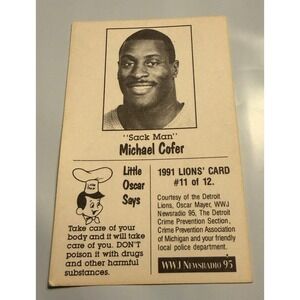 "Sack Man"
Michael Cofer
Little
Oscar
Says
Take care of your
body and it will take
care of you. DON'T
poison it with drugs
and other harmful
substances.
1991 LIONS' CARD
#11 of 12.
Courtesy of the Detroit
Lions, Oscar Mayer, WWJ
Newsradio 95, The Detroit
Crime Prevention Section,
Crime Prevention Association
of Michigan and your friendly
local police department.
WWJ NEWSRADIO 95